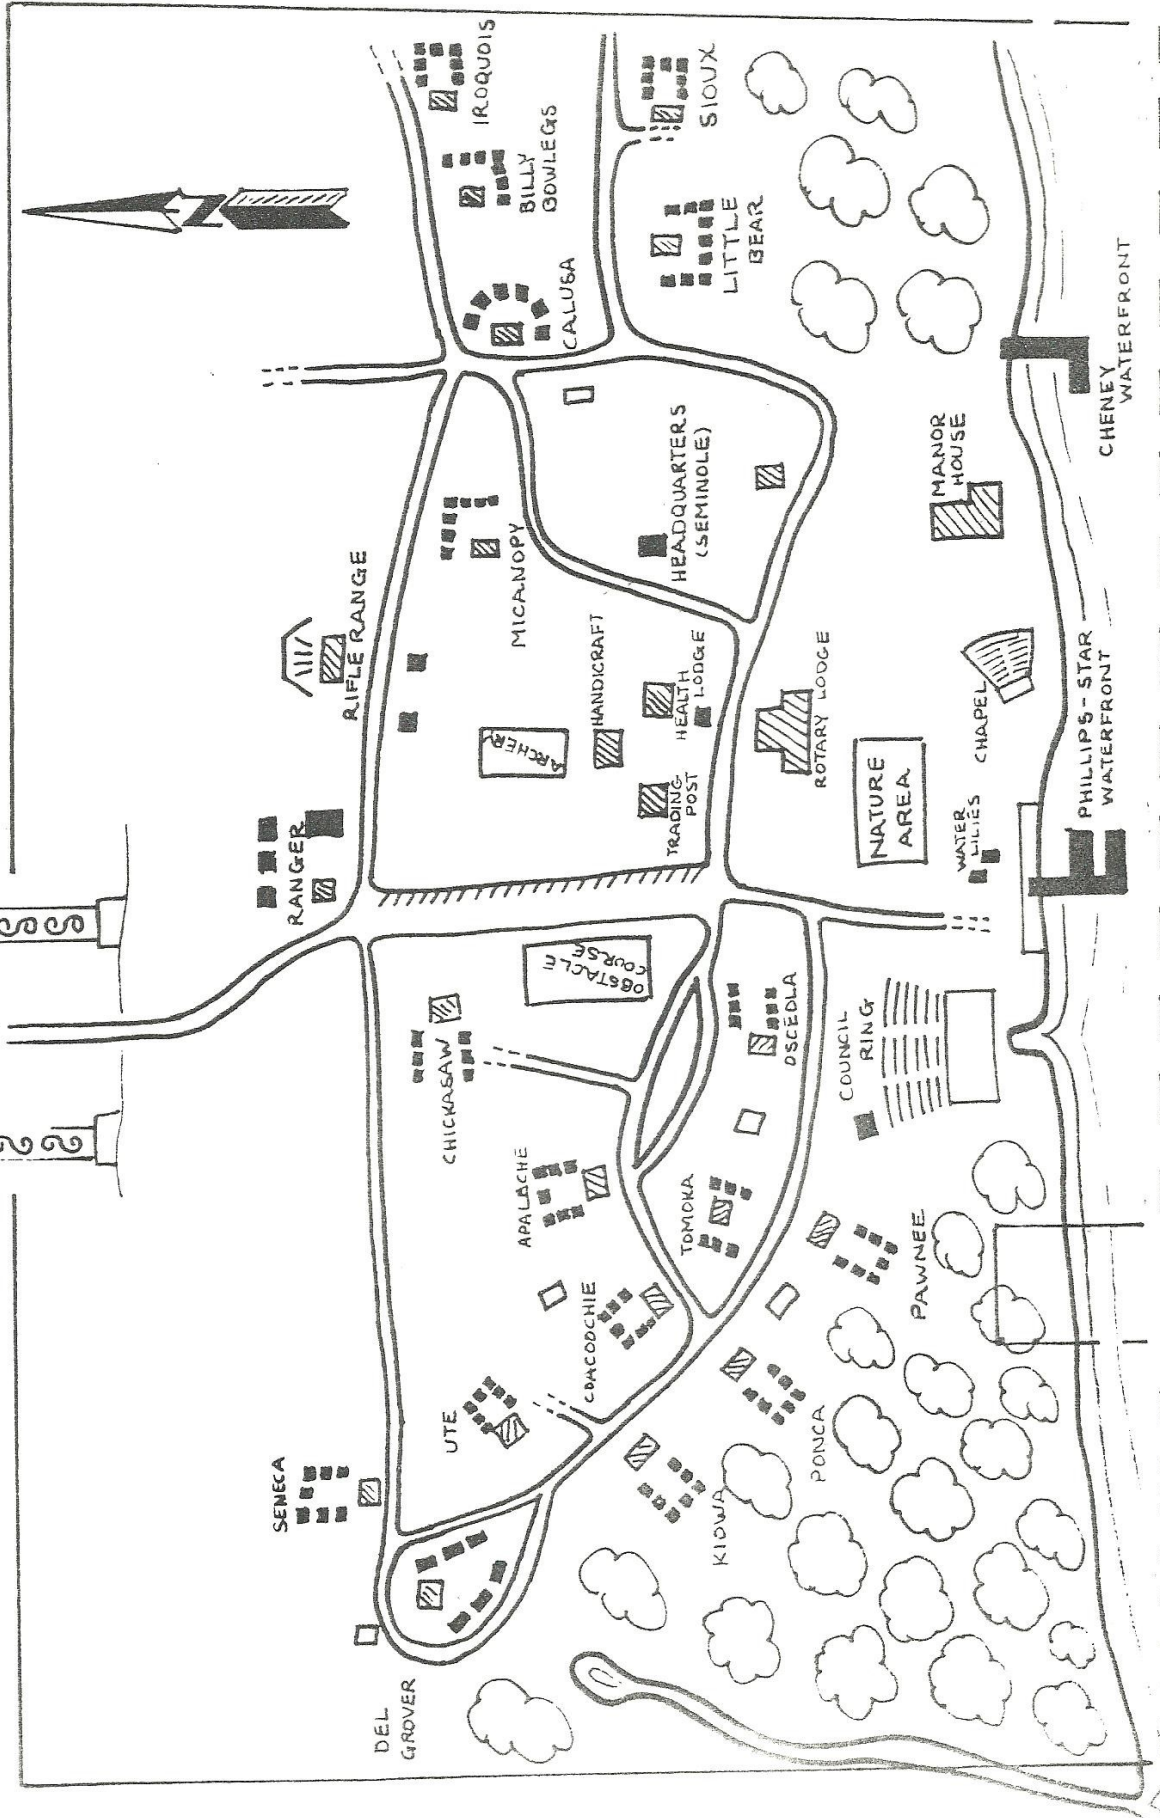 N
SENECA
RANGER
RIFLE RANGE
DEL
GROVER
UTE
CHICKASAW
IROQUOIS
MICANOPY
BILLY
BOWLEGS
APALACHE
ARCHERY
CALUSA
OBSTACLE
COURSE
COACOOCHIE
HANDICRAFT
TRADING
POST
HEALTH
LODGE
HEADQUARTERS
(SEMINOLE)
TOMOKA
SIOUX
LITTLE
BEAR
KIOWA
OSCEOLA
PONCA
ROTARY LODGE
COUNCIL
RING
NATURE
AREA
PAWNEE
MANOR
HOUSE
WATER
LILIES
CHAPEL
PHILLIPS-STAR
WATERFRONT
CHENEY
WATERFRONT